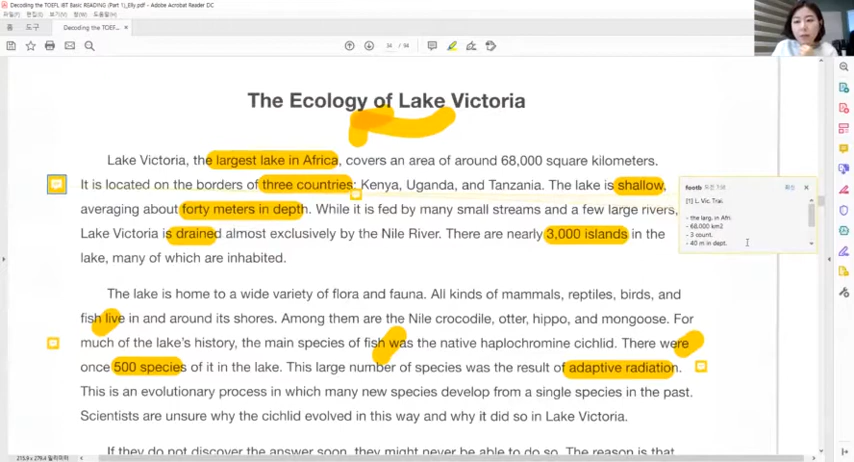 Decoding the TOEFL iBT Basic READING (Part 1)_Elly.pdf - Adobe Acrobat Reader DC
파일(F) 편집(E) 보기(V) 도움말(H)
홈 도구 Decoding the TOEF... ×
The Ecology of Lake Victoria
Lake Victoria, the largest lake in Africa, covers an area of around 68,000 square kilometers.
It is located on the borders of three countries: Kenya, Uganda, and Tanzania. The lake is shallow,
averaging about forty meters in depth. While it is fed by many small streams and a few large rivers,
Lake Victoria is drained almost exclusively by the Nile River. There are nearly 3,000 islands in the
lake, many of which are inhabited.
[1] L. Vic. Trai.
- the larg. in Afri.
- 68,000 km2
- 3 count.
- 40 m in dept.
The lake is home to a wide variety of flora and fauna. All kinds of mammals, reptiles, birds, and
fish live in and around its shores. Among them are the Nile crocodile, otter, hippo, and mongoose. For
much of the lake's history, the main species of fish was the native haplochromine cichlid. There were
once 500 species of it in the lake. This large number of species was the result of adaptive radiation.
This is an evolutionary process in which many new species develop from a single species in the past.
Scientists are unsure why the cichlid evolved in this way and why it did so in Lake Victoria.
If they do not discover the answer soon, they might never be able to do so. The reason is that